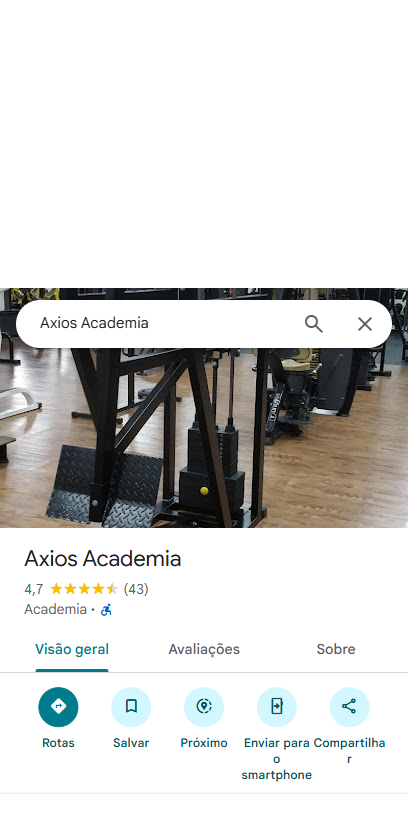 Axios Academia
Axios Academia
4,7 (43)
Academia ·
Visão geral Avaliações Sobre
Rotas Salvar Próximo Enviar para o smartphone Compartilhar